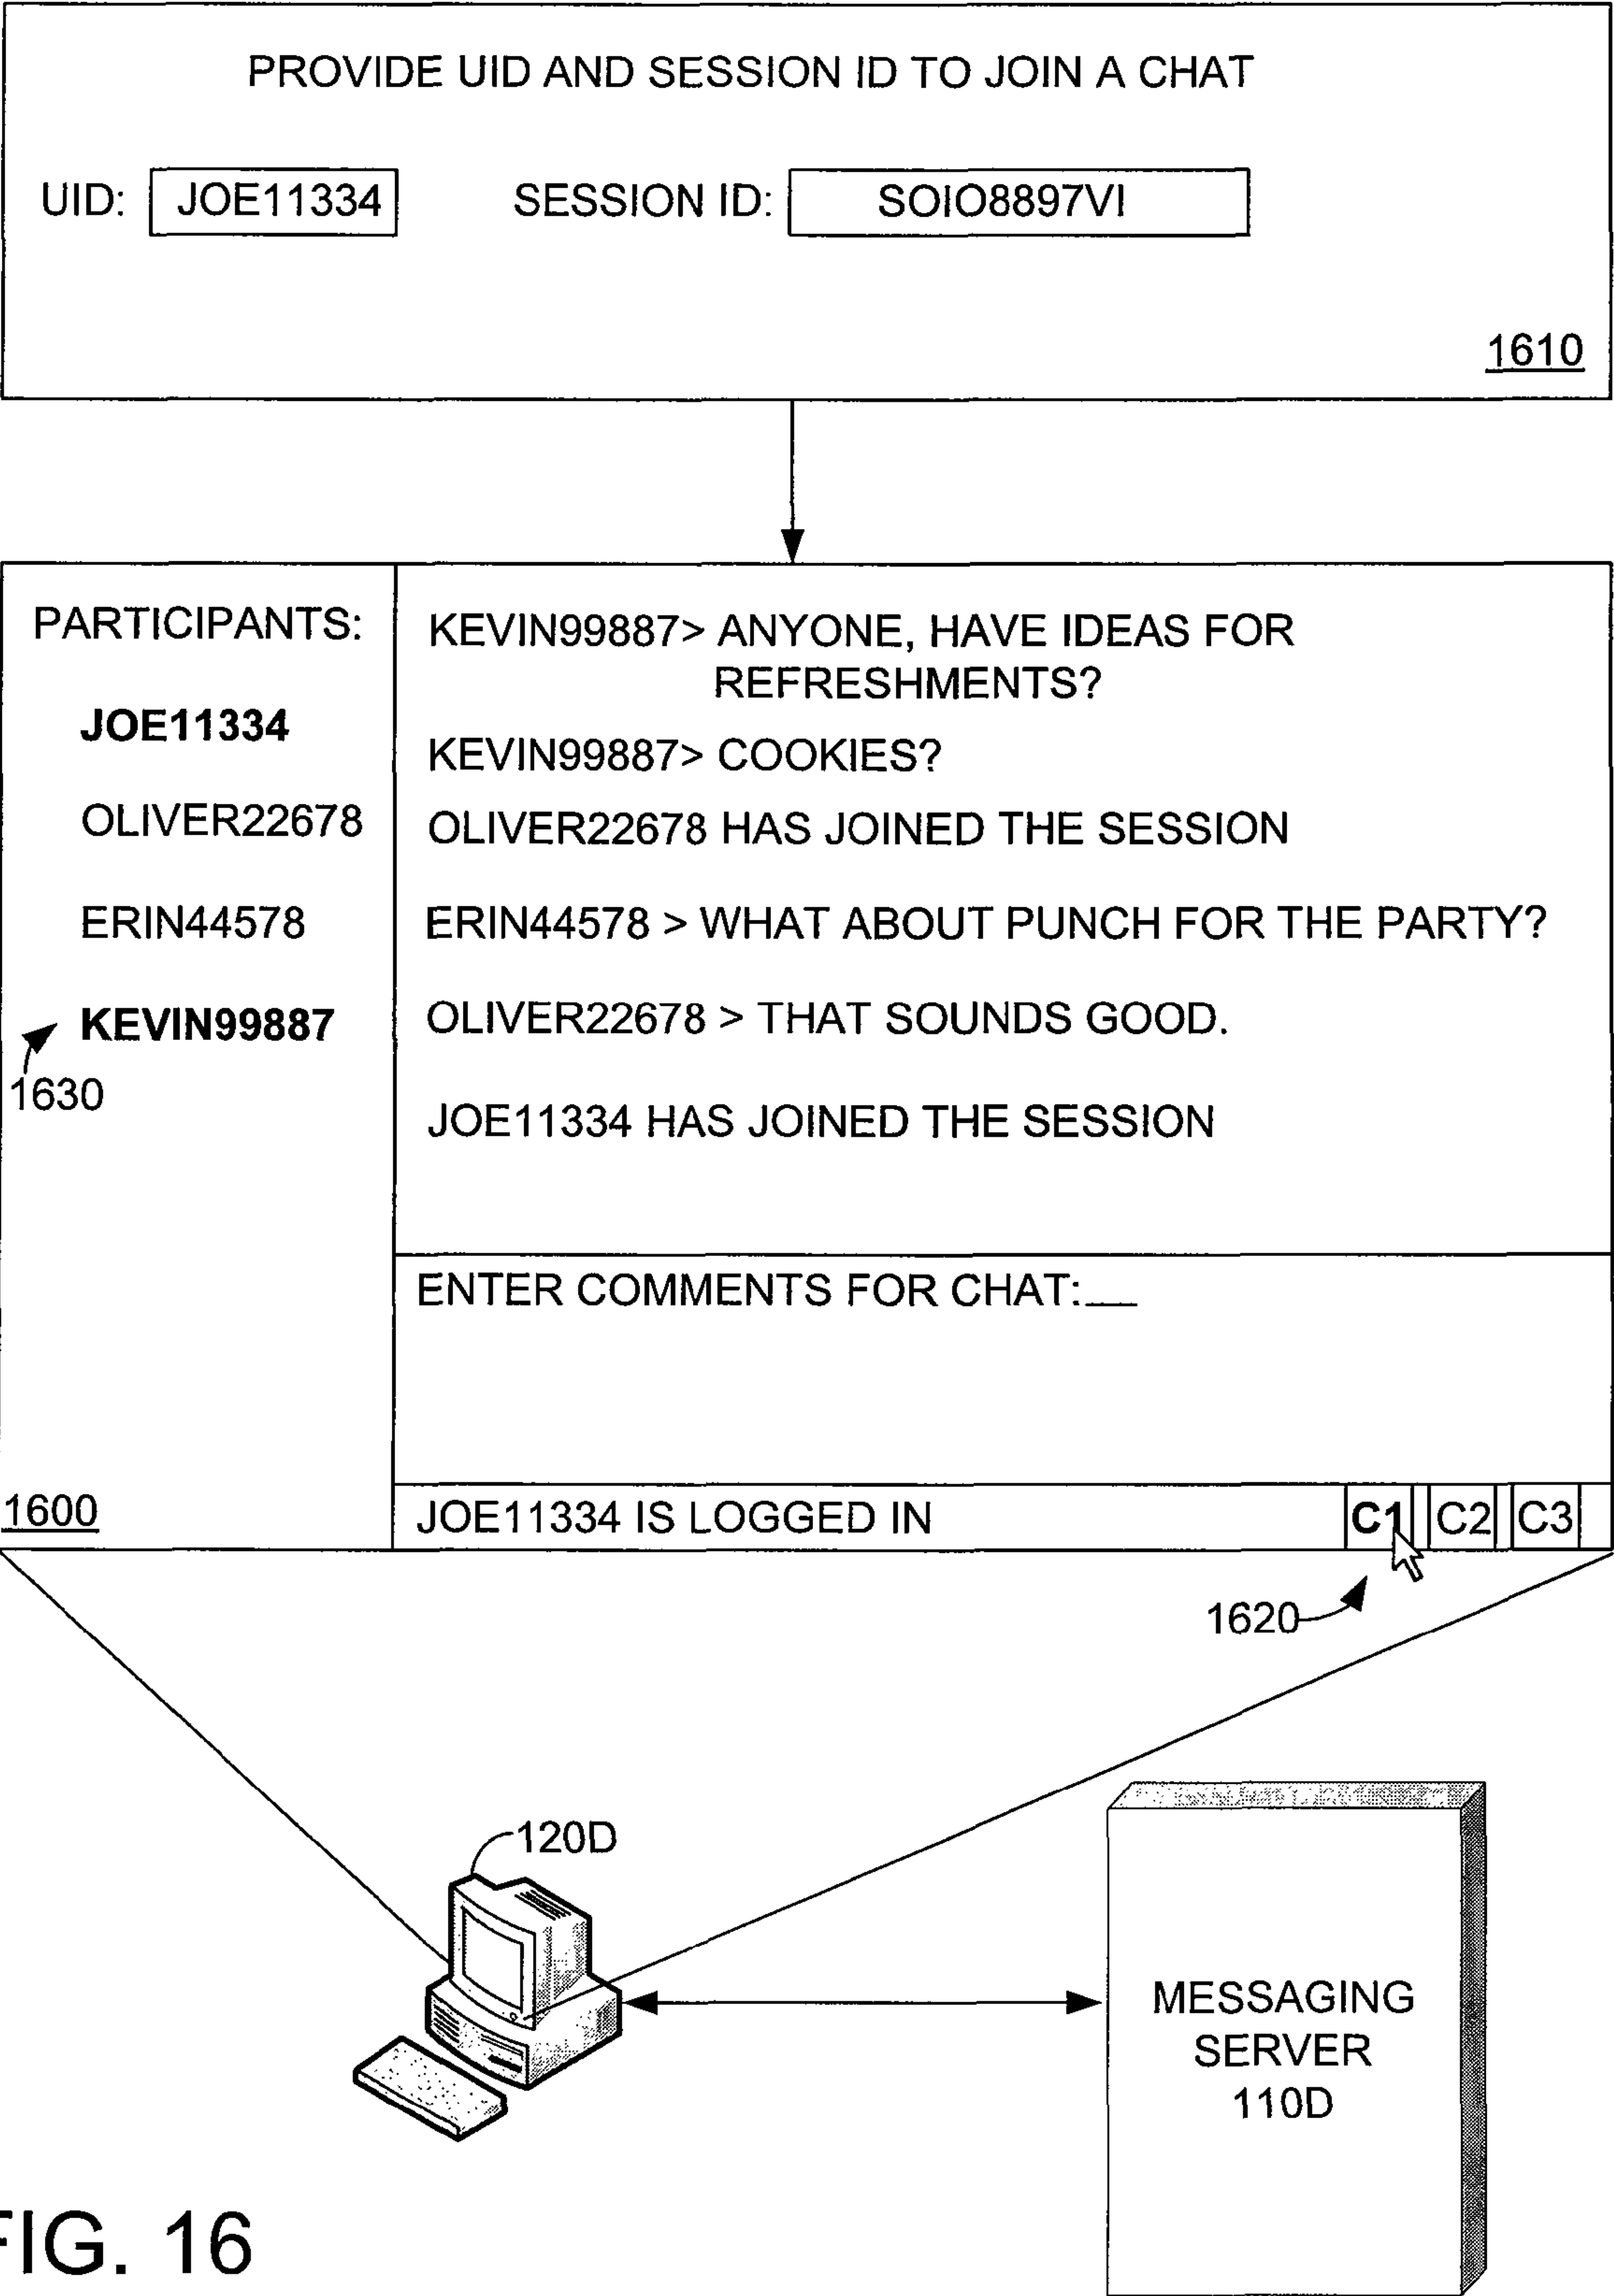 PROVIDE UID AND SESSION ID TO JOIN A CHAT
UID: JOE11334 SESSION ID: SOIO8897VI
1610
PARTICIPANTS:
JOE11334
OLIVER22678
ERIN44578
KEVIN99887
1630
KEVIN99887> ANYONE, HAVE IDEAS FOR
REFRESHMENTS?
KEVIN99887> COOKIES?
OLIVER22678 HAS JOINED THE SESSION
ERIN44578 > WHAT ABOUT PUNCH FOR THE PARTY?
OLIVER22678 > THAT SOUNDS GOOD.
JOE11334 HAS JOINED THE SESSION
ENTER COMMENTS FOR CHAT:__
1600
JOE11334 IS LOGGED IN C1 C2 C3
1620
120D
MESSAGING
SERVER
110D
FIG. 16